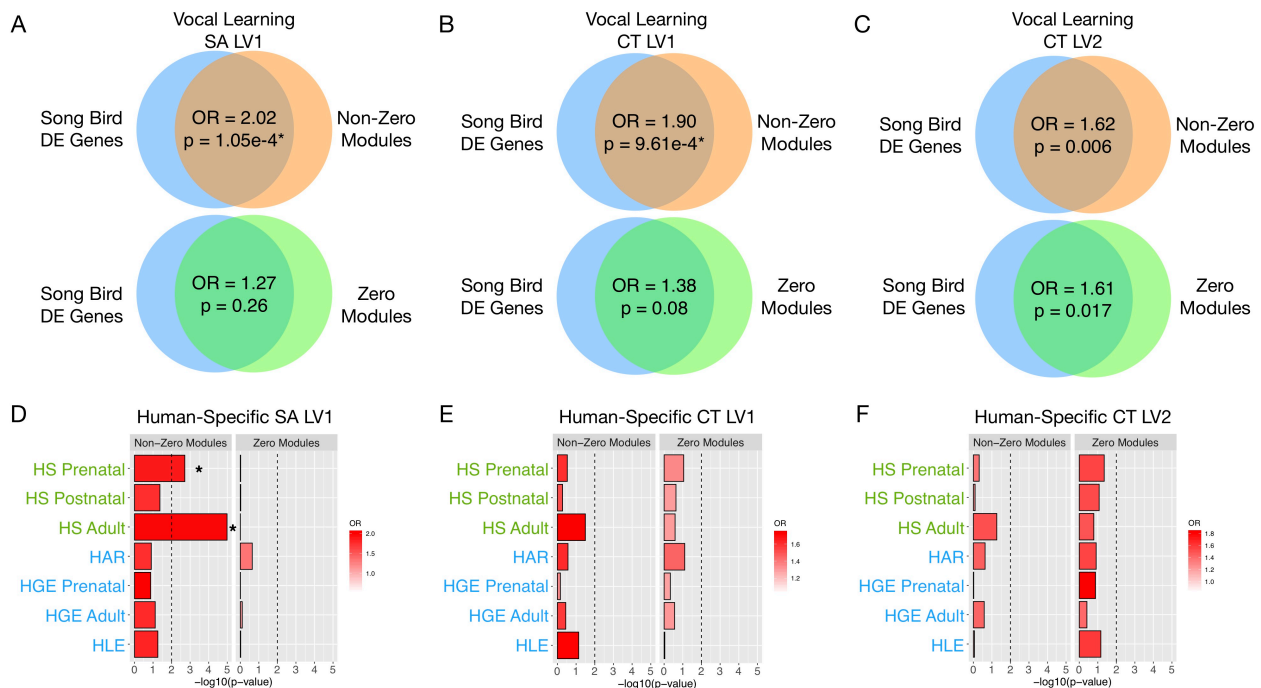 A
Vocal Learning
SA LV1
Song Bird
DE Genes
OR = 2.02
p = 1.05e-4*
Non-Zero
Modules
Song Bird
DE Genes
OR = 1.27
p = 0.26
Zero
Modules
B
Vocal Learning
CT LV1
Song Bird
DE Genes
OR = 1.90
p = 9.61e-4*
Non-Zero
Modules
Song Bird
DE Genes
OR = 1.38
p = 0.08
Zero
Modules
C
Vocal Learning
CT LV2
Song Bird
DE Genes
OR = 1.62
p = 0.006
Non-Zero
Modules
Song Bird
DE Genes
OR = 1.61
p = 0.017
Zero
Modules
D
Human-Specific SA LV1
Non-Zero Modules Zero Modules
HS Prenatal *
HS Postnatal
HS Adult *
HAR
HGE Prenatal
HGE Adult
HLE
0 1 2 3 4 5 0 1 2 3 4 5
−log10(p−value)
OR
2.0
1.5
1.0
E
Human-Specific CT LV1
Non-Zero Modules Zero Modules
HS Prenatal
HS Postnatal
HS Adult
HAR
HGE Prenatal
HGE Adult
HLE
0 1 2 3 4 5 0 1 2 3 4 5
−log10(p−value)
OR
1.6
1.4
1.2
F
Human-Specific CT LV2
Non-Zero Modules Zero Modules
HS Prenatal
HS Postnatal
HS Adult
HAR
HGE Prenatal
HGE Adult
HLE
0 1 2 3 4 5 0 1 2 3 4 5
−log10(p−value)
OR
1.8
1.6
1.4
1.2
1.0